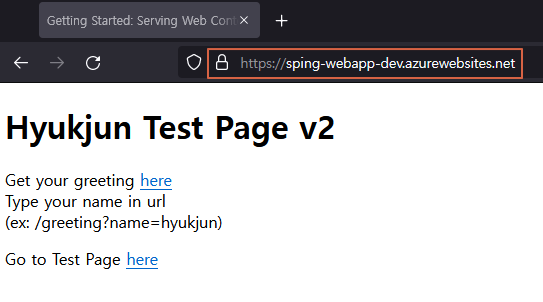 Getting Started: Serving Web Cont
https://sping-webapp-dev.azurewebsites.net
Hyukjun Test Page v2
Get your greeting here
Type your name in url
(ex: /greeting?name=hyukjun)
Go to Test Page here